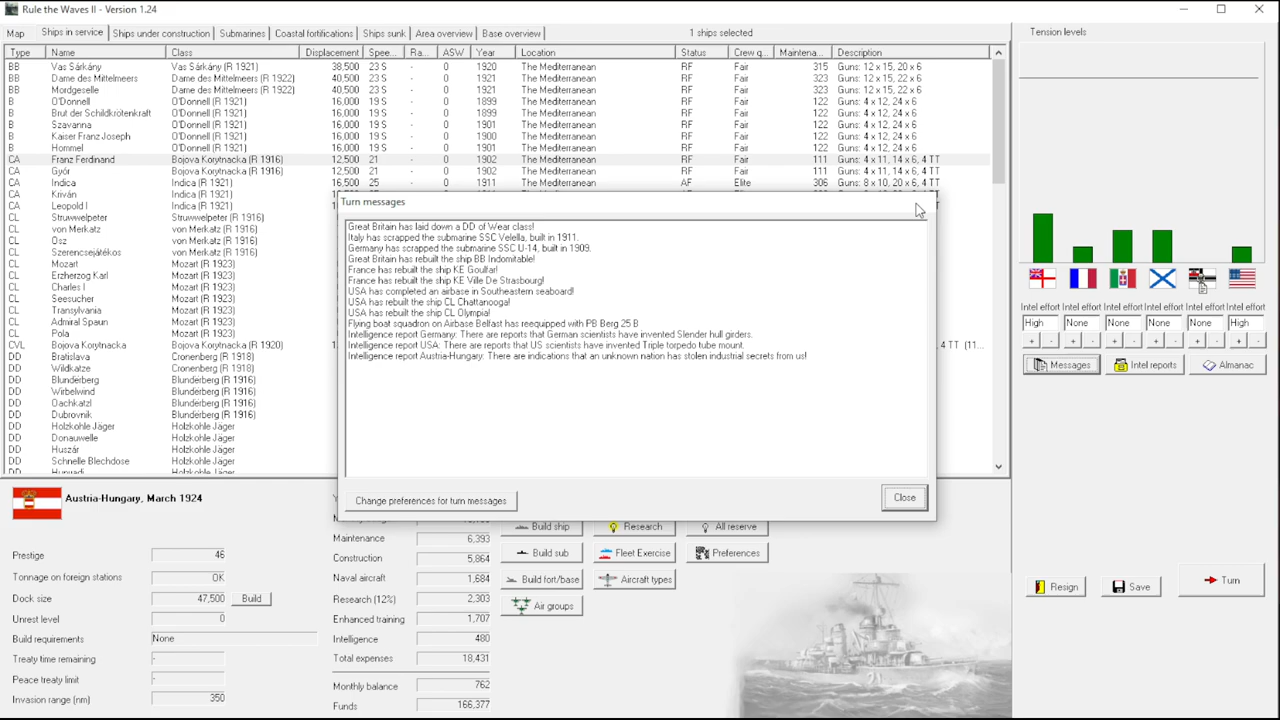 Rule the Waves II - Version 1.24
Map Ships in service Ships under construction Submarines Coastal fortifications Ships sunk Area overview Base overview 1 ships selected
Type Name Class Displacement Spee... Ra... ASW Year Location Status Crew q... Maintena... Description
BB Vas Sárkány Vas Sárkány (R 1921) 38,500 23 S - 0 1920 The Mediterranean RF Fair 315 Guns: 12 x 15, 20 x 6
BB Dame des Mittelmeers Dame des Mittelmeers (R 1922) 40,500 23 S - 0 1921 The Mediterranean RF Fair 323 Guns: 12 x 15, 22 x 6
BB Mordgeselle Dame des Mittelmeers (R 1922) 40,500 23 S - 0 1921 The Mediterranean RF Fair 323 Guns: 12 x 15, 22 x 6
B O'Donnell O'Donnell (R 1921) 16,000 19 S - 0 1899 The Mediterranean RF Fair 122 Guns: 4 x 12, 24 x 6
B Brut der Schildkrötenkraft O'Donnell (R 1921) 16,000 19 S - 0 1899 The Mediterranean RF Fair 122 Guns: 4 x 12, 24 x 6
B Szavanna O'Donnell (R 1921) 16,000 19 S - 0 1901 The Mediterranean RF Fair 122 Guns: 4 x 12, 24 x 6
B Kaiser Franz Joseph O'Donnell (R 1921) 16,000 19 S - 0 1900 The Mediterranean RF Fair 122 Guns: 4 x 12, 24 x 6
B Hommel O'Donnell (R 1921) 16,000 19 S - 0 1901 The Mediterranean RF Fair 122 Guns: 4 x 12, 24 x 6
CA Franz Ferdinand Bojova Korytnacka (R 1916) 12,500 21 - 0 1902 The Mediterranean RF Fair 111 Guns: 4 x 11, 14 x 6, 4 TT
CA Györ Bojova Korytnacka (R 1916) 12,500 21 - 0 1902 The Mediterranean RF Fair 111 Guns: 4 x 11, 14 x 6, 4 TT
CA Indica Indica (R 1921) 16,500 25 - 0 1911 The Mediterranean AF Elite 306 Guns: 8 x 10, 20 x 6, 4 TT
CA Kriván Indica (R 1921)
CA Leopold I Indica (R 1921)
CL Struwwelpeter von Merkatz (R 1916)
CL von Merkatz von Merkatz (R 1923)
CL Osz von Merkatz (R 1923)
CL Szerencsejátékos von Merkatz (R 1923)
CL Mozart Mozart (R 1923)
CL Erzherzog Karl Mozart (R 1923)
CL Charles I Mozart (R 1923)
CL Seesucher Mozart (R 1923)
CL Transylvania Mozart (R 1923)
CL Admiral Spaun Mozart (R 1923)
CL Pola Mozart (R 1923)
CVL Bojova Korytnacka Bojova Korytnacka (R 1920) 4 TT (11...
DD Bratislava Cronenberg (R 1918)
DD Wildkatze Cronenberg (R 1918)
DD Blunderberg Blunderberg (R 1916)
DD Wirbelwind Blunderberg (R 1916)
DD Oachkatzl Blunderberg (R 1916)
DD Dubrovnik Blunderberg (R 1916)
DD Holzkohle Jäger Holzkohle Jäger
DD Donauwelle Holzkohle Jäger
DD Huszár Holzkohle Jäger
DD Schnelle Blechdose Holzkohle Jäger
DD Hunyadi Holzkohle Jäger
Turn messages
Great Britain has laid down a DD of Wear class!
Italy has scrapped the submarine SSC Velella, built in 1911.
Germany has scrapped the submarine SSC U-14, built in 1909.
Great Britain has rebuilt the ship BB Indomitable!
France has rebuilt the ship KE Goulfar!
France has rebuilt the ship KE Ville De Strasbourg!
USA has completed an airbase in Southeastern seaboard!
USA has rebuilt the ship CL Chattanooga!
USA has rebuilt the ship CL Olympia!
Flying boat squadron on Airbase Belfast has reequipped with PB Berg 25 B
Intelligence report Germany: There are reports that German scientists have invented Slender hull girders.
Intelligence report USA: There are reports that US scientists have invented Triple torpedo tube mount.
Intelligence report Austria-Hungary: There are indications that an unknown nation has stolen industrial secrets from us!
Change preferences for turn messages Close
Tension levels
Intel effort Intel effort Intel effort Intel effort Intel effort Intel effort
High None None None None High
+ - + - + - + - + - + -
Messages Intel reports Almanac
Austria-Hungary, March 1924
Prestige 46
Tonnage on foreign stations OK
Dock size 47,500 Build
Unrest level 0
Build requirements None
Treaty time remaining -
Peace treaty limit -
Invasion range (nm) 350
Maintenance 6,393
Construction 5,864
Naval aircraft 1,684
Research (12%) 2,303
Enhanced training 1,707
Intelligence 480
Total expenses 18,431
Monthly balance 762
Funds 166,377
Build ship Research All reserve
Build sub Fleet Exercise Preferences
Build fort/base Aircraft types
Air groups
Resign Save Turn